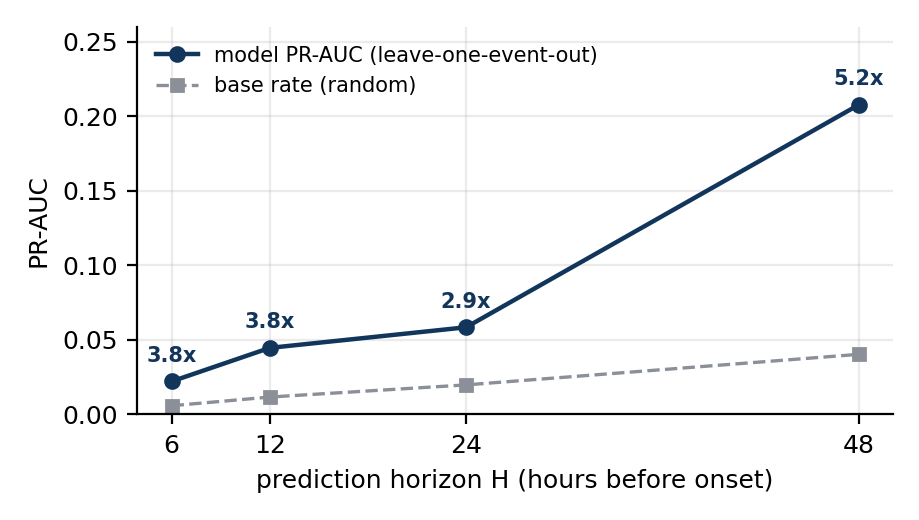 0.25
0.20
0.15
0.10
0.05
0.00
PR-AUC
model PR-AUC (leave-one-event-out)
base rate (random)
3.8x
3.8x
2.9x
5.2x
6
12
24
48
prediction horizon H (hours before onset)